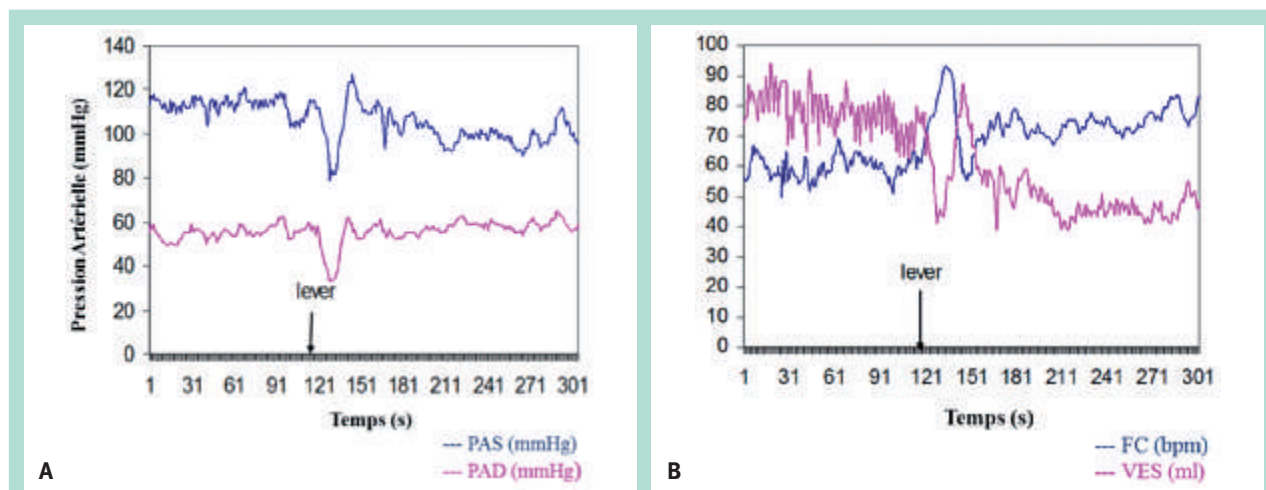 140
120
100
80
60
40
20
0
Pression Artérielle (mmHg)
lever
1 31 61 91 121 151 181 211 241 271 301
Temps (s)
--- PAS (mmHg)
--- PAD (mmHg)
A
100
90
80
70
60
50
40
30
20
10
0
lever
1 31 61 91 121 151 181 211 241 271 301
Temps (s)
--- FC (bpm)
--- VES (ml)
B